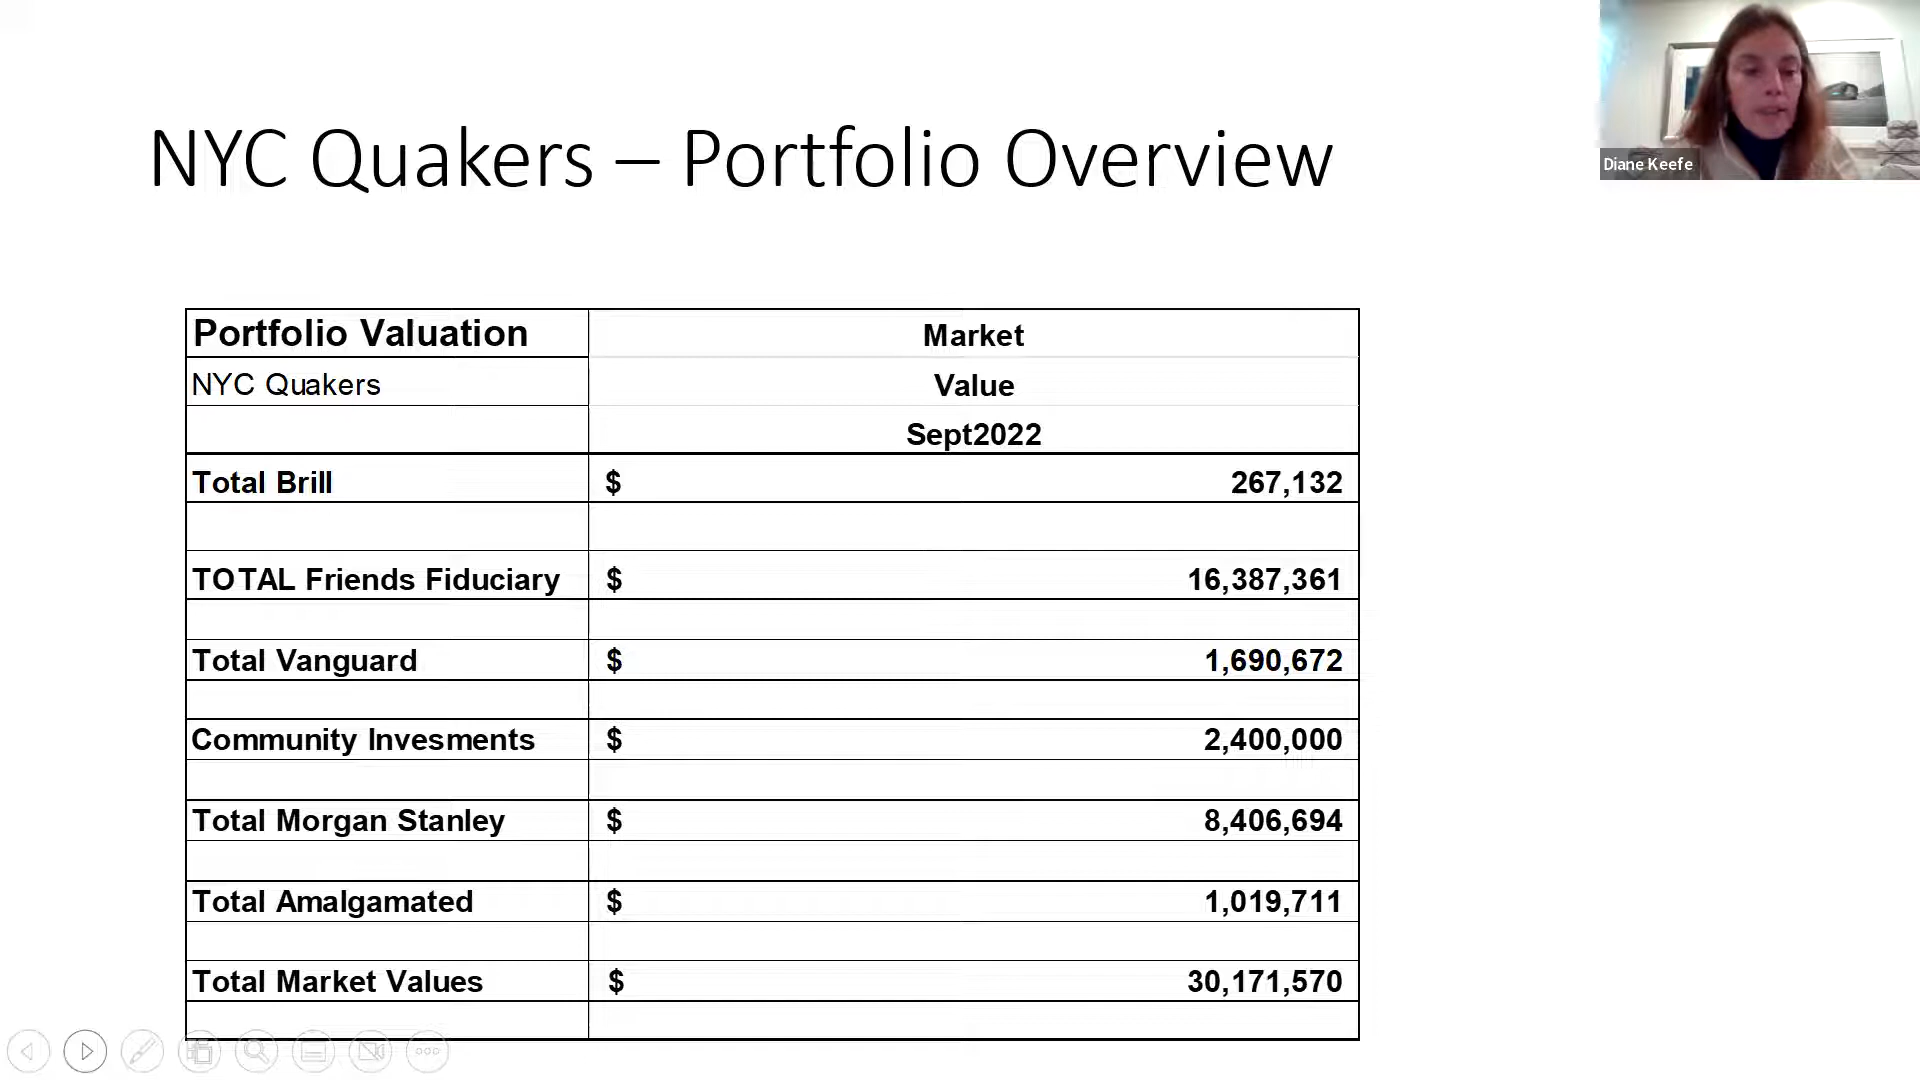 Diane Keefe
NYC Quakers – Portfolio Overview
Portfolio Valuation Market
NYC Quakers Value
Sept2022
Total Brill $ 267,132
TOTAL Friends Fiduciary $ 16,387,361
Total Vanguard $ 1,690,672
Community Invesments $ 2,400,000
Total Morgan Stanley $ 8,406,694
Total Amalgamated $ 1,019,711
Total Market Values $ 30,171,570